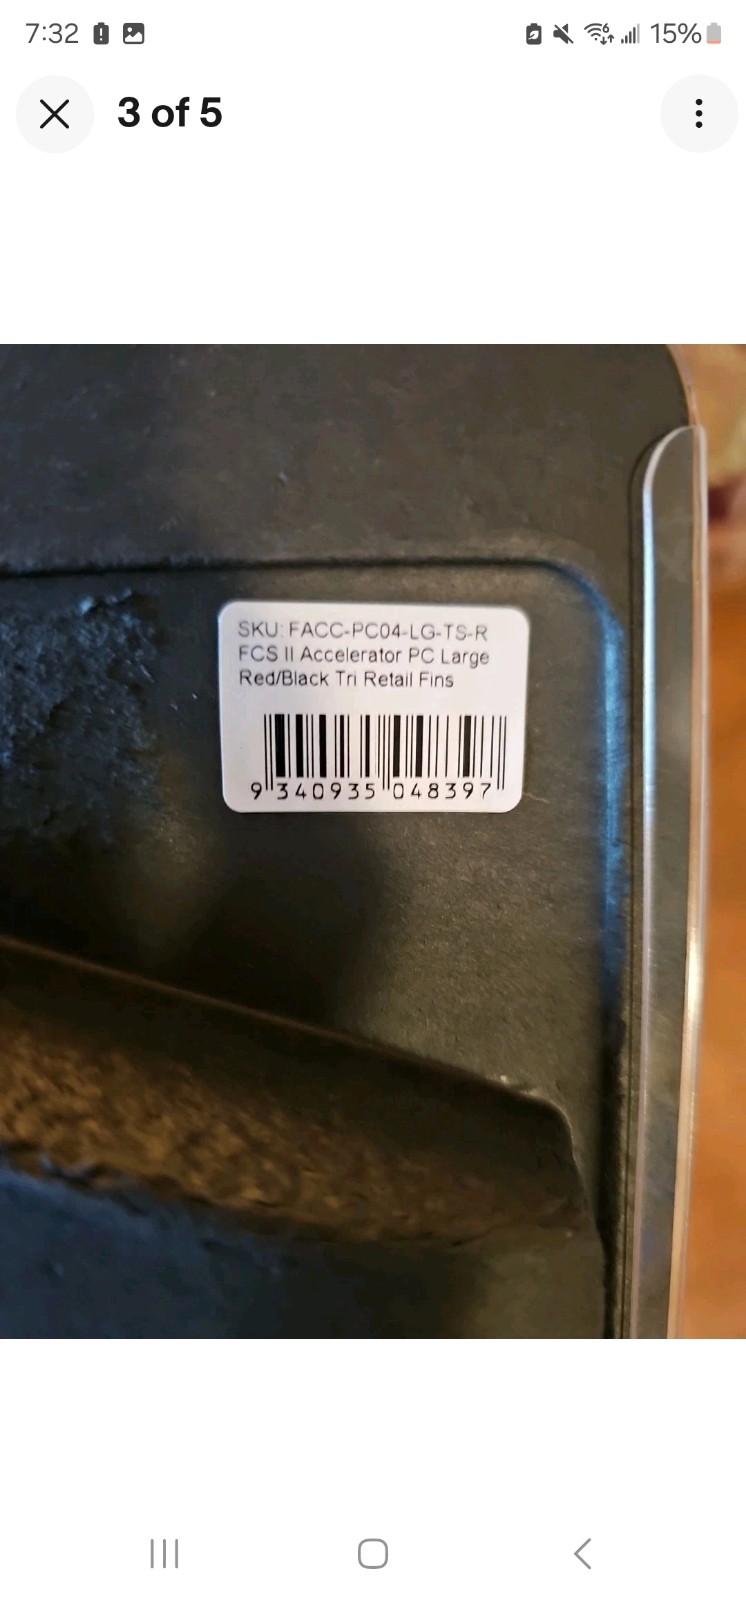 7:32
15%
3 of 5
SKU: FACC-PC04-LG-TS-R
FCS II Accelerator PC Large
Red/Black Tri Retail Fins
9 340935 048397